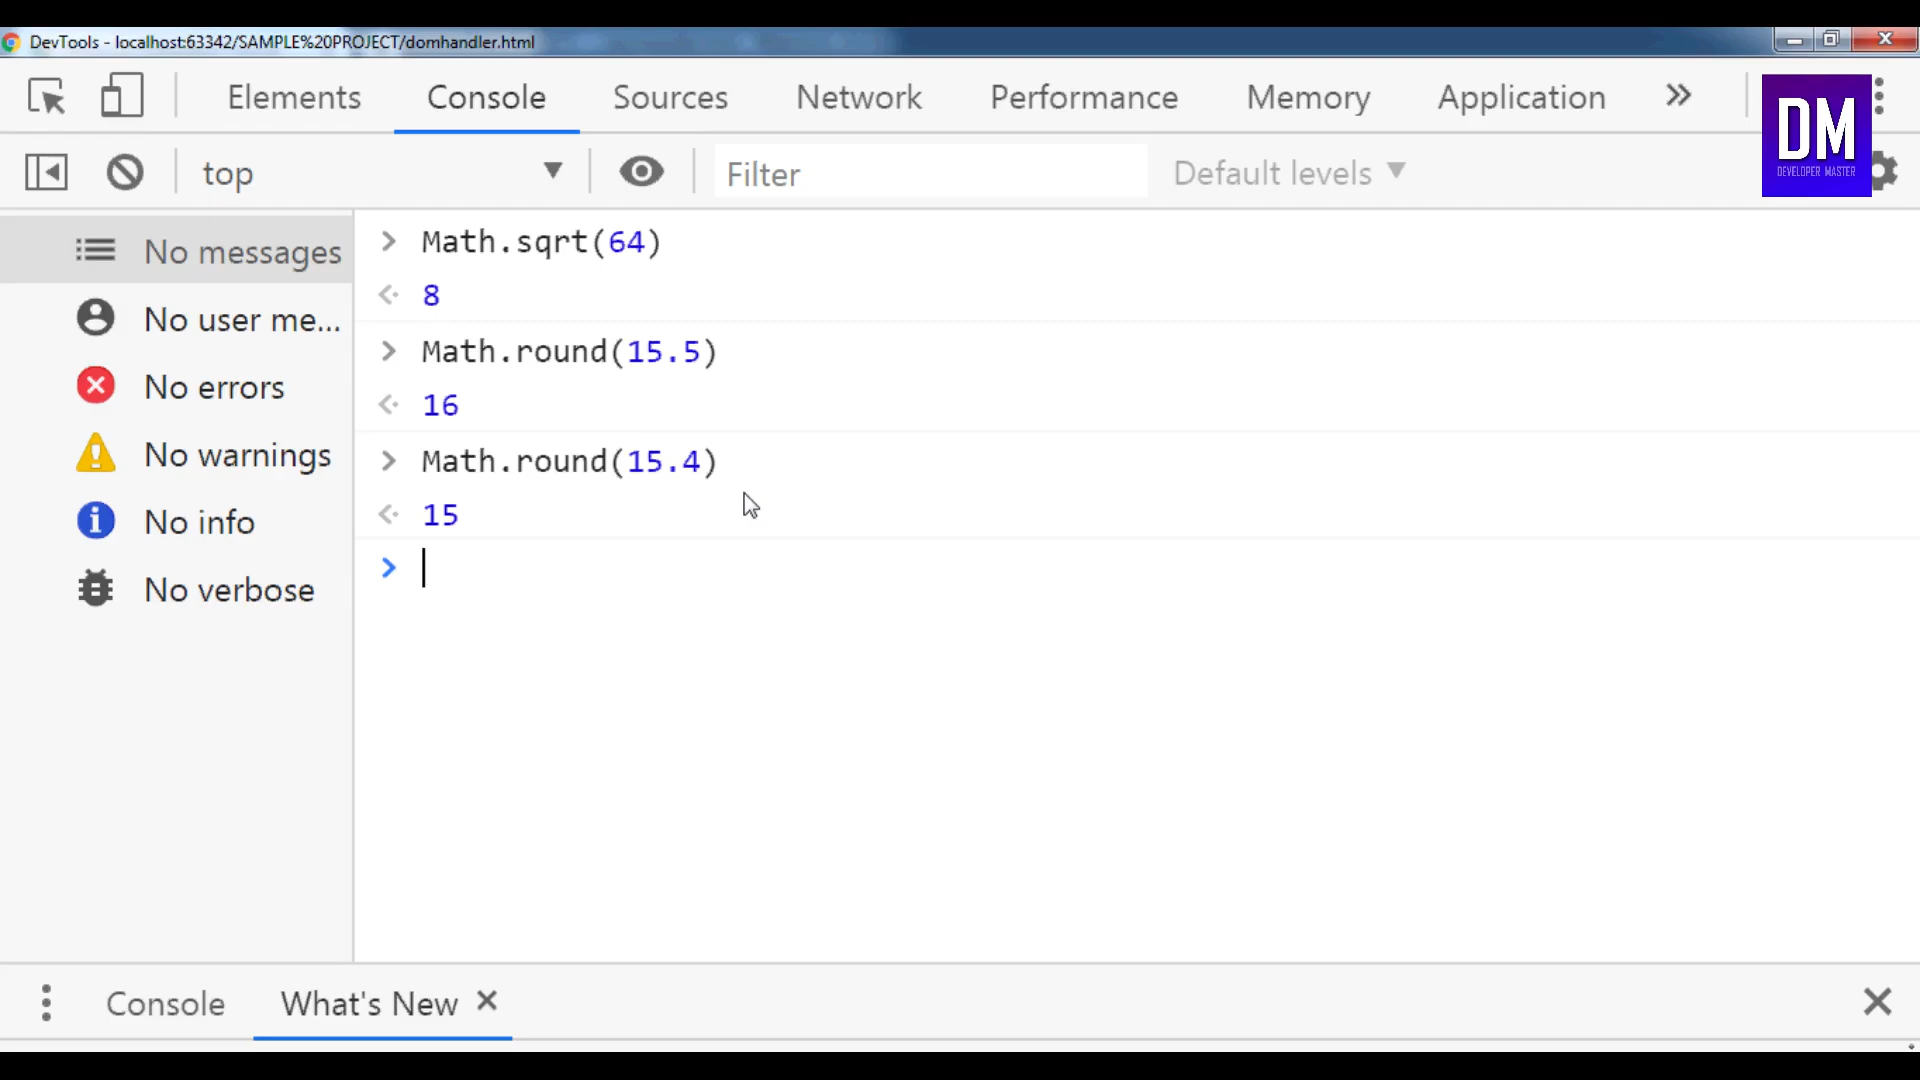 DevTools - localhost:63342/SAMPLE%20PROJECT/domhandler.html
Elements Console Sources Network Performance Memory Application
DM
DEVELOPER MASTER
top Filter Default levels
No messages
No user me...
No errors
No warnings
No info
No verbose
> Math.sqrt(64)
8
> Math.round(15.5)
16
> Math.round(15.4)
15
>
Console What's New